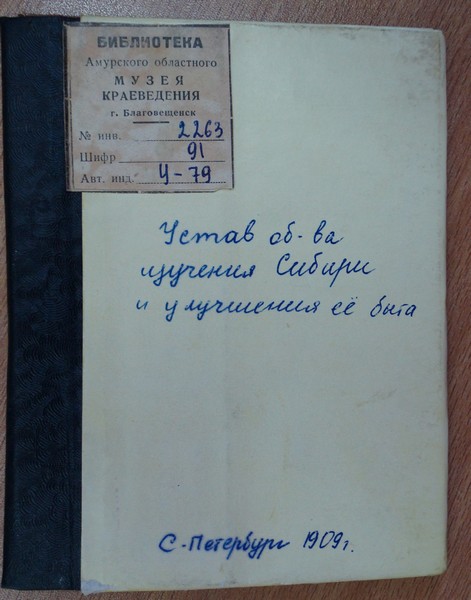 БИБЛИОТЕКА
Амурского областного
МУЗЕЯ
КРАЕВЕДЕНИЯ
г. Благовещенск
№ инв. 2263
Шифр 91
Авт. инд. У-79
Устав об-ва
изучения Сибири
и улучшения её быта
С-Петербург 1909г.